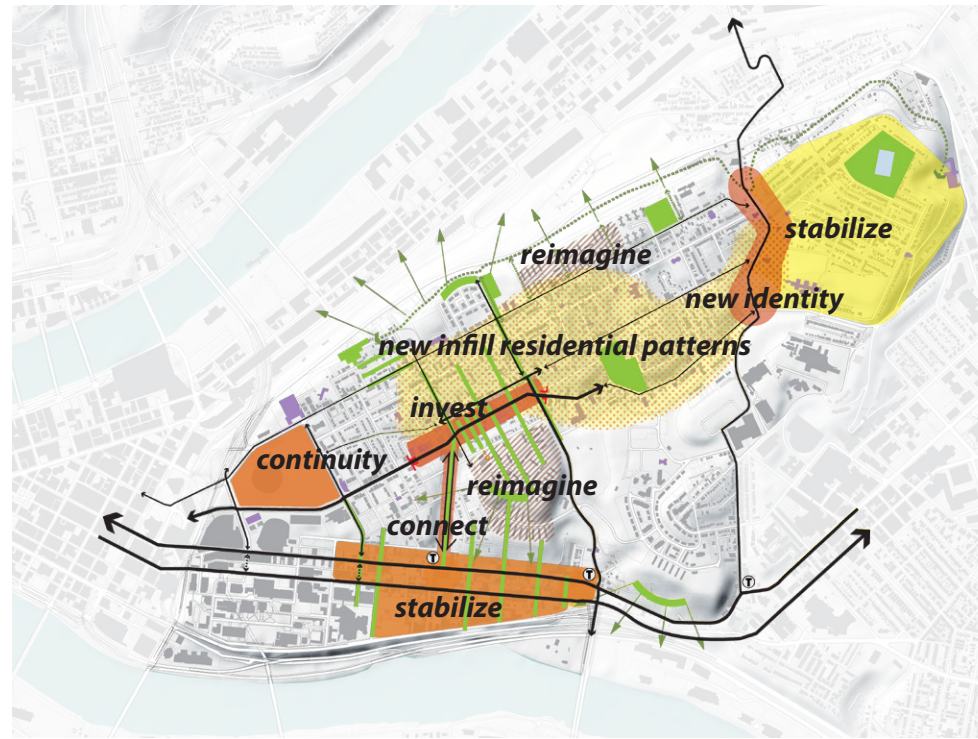 stabilize
reimagine
new identity
new infill residential patterns
invest
continuity
reimagine
connect
T
T
T
stabilize